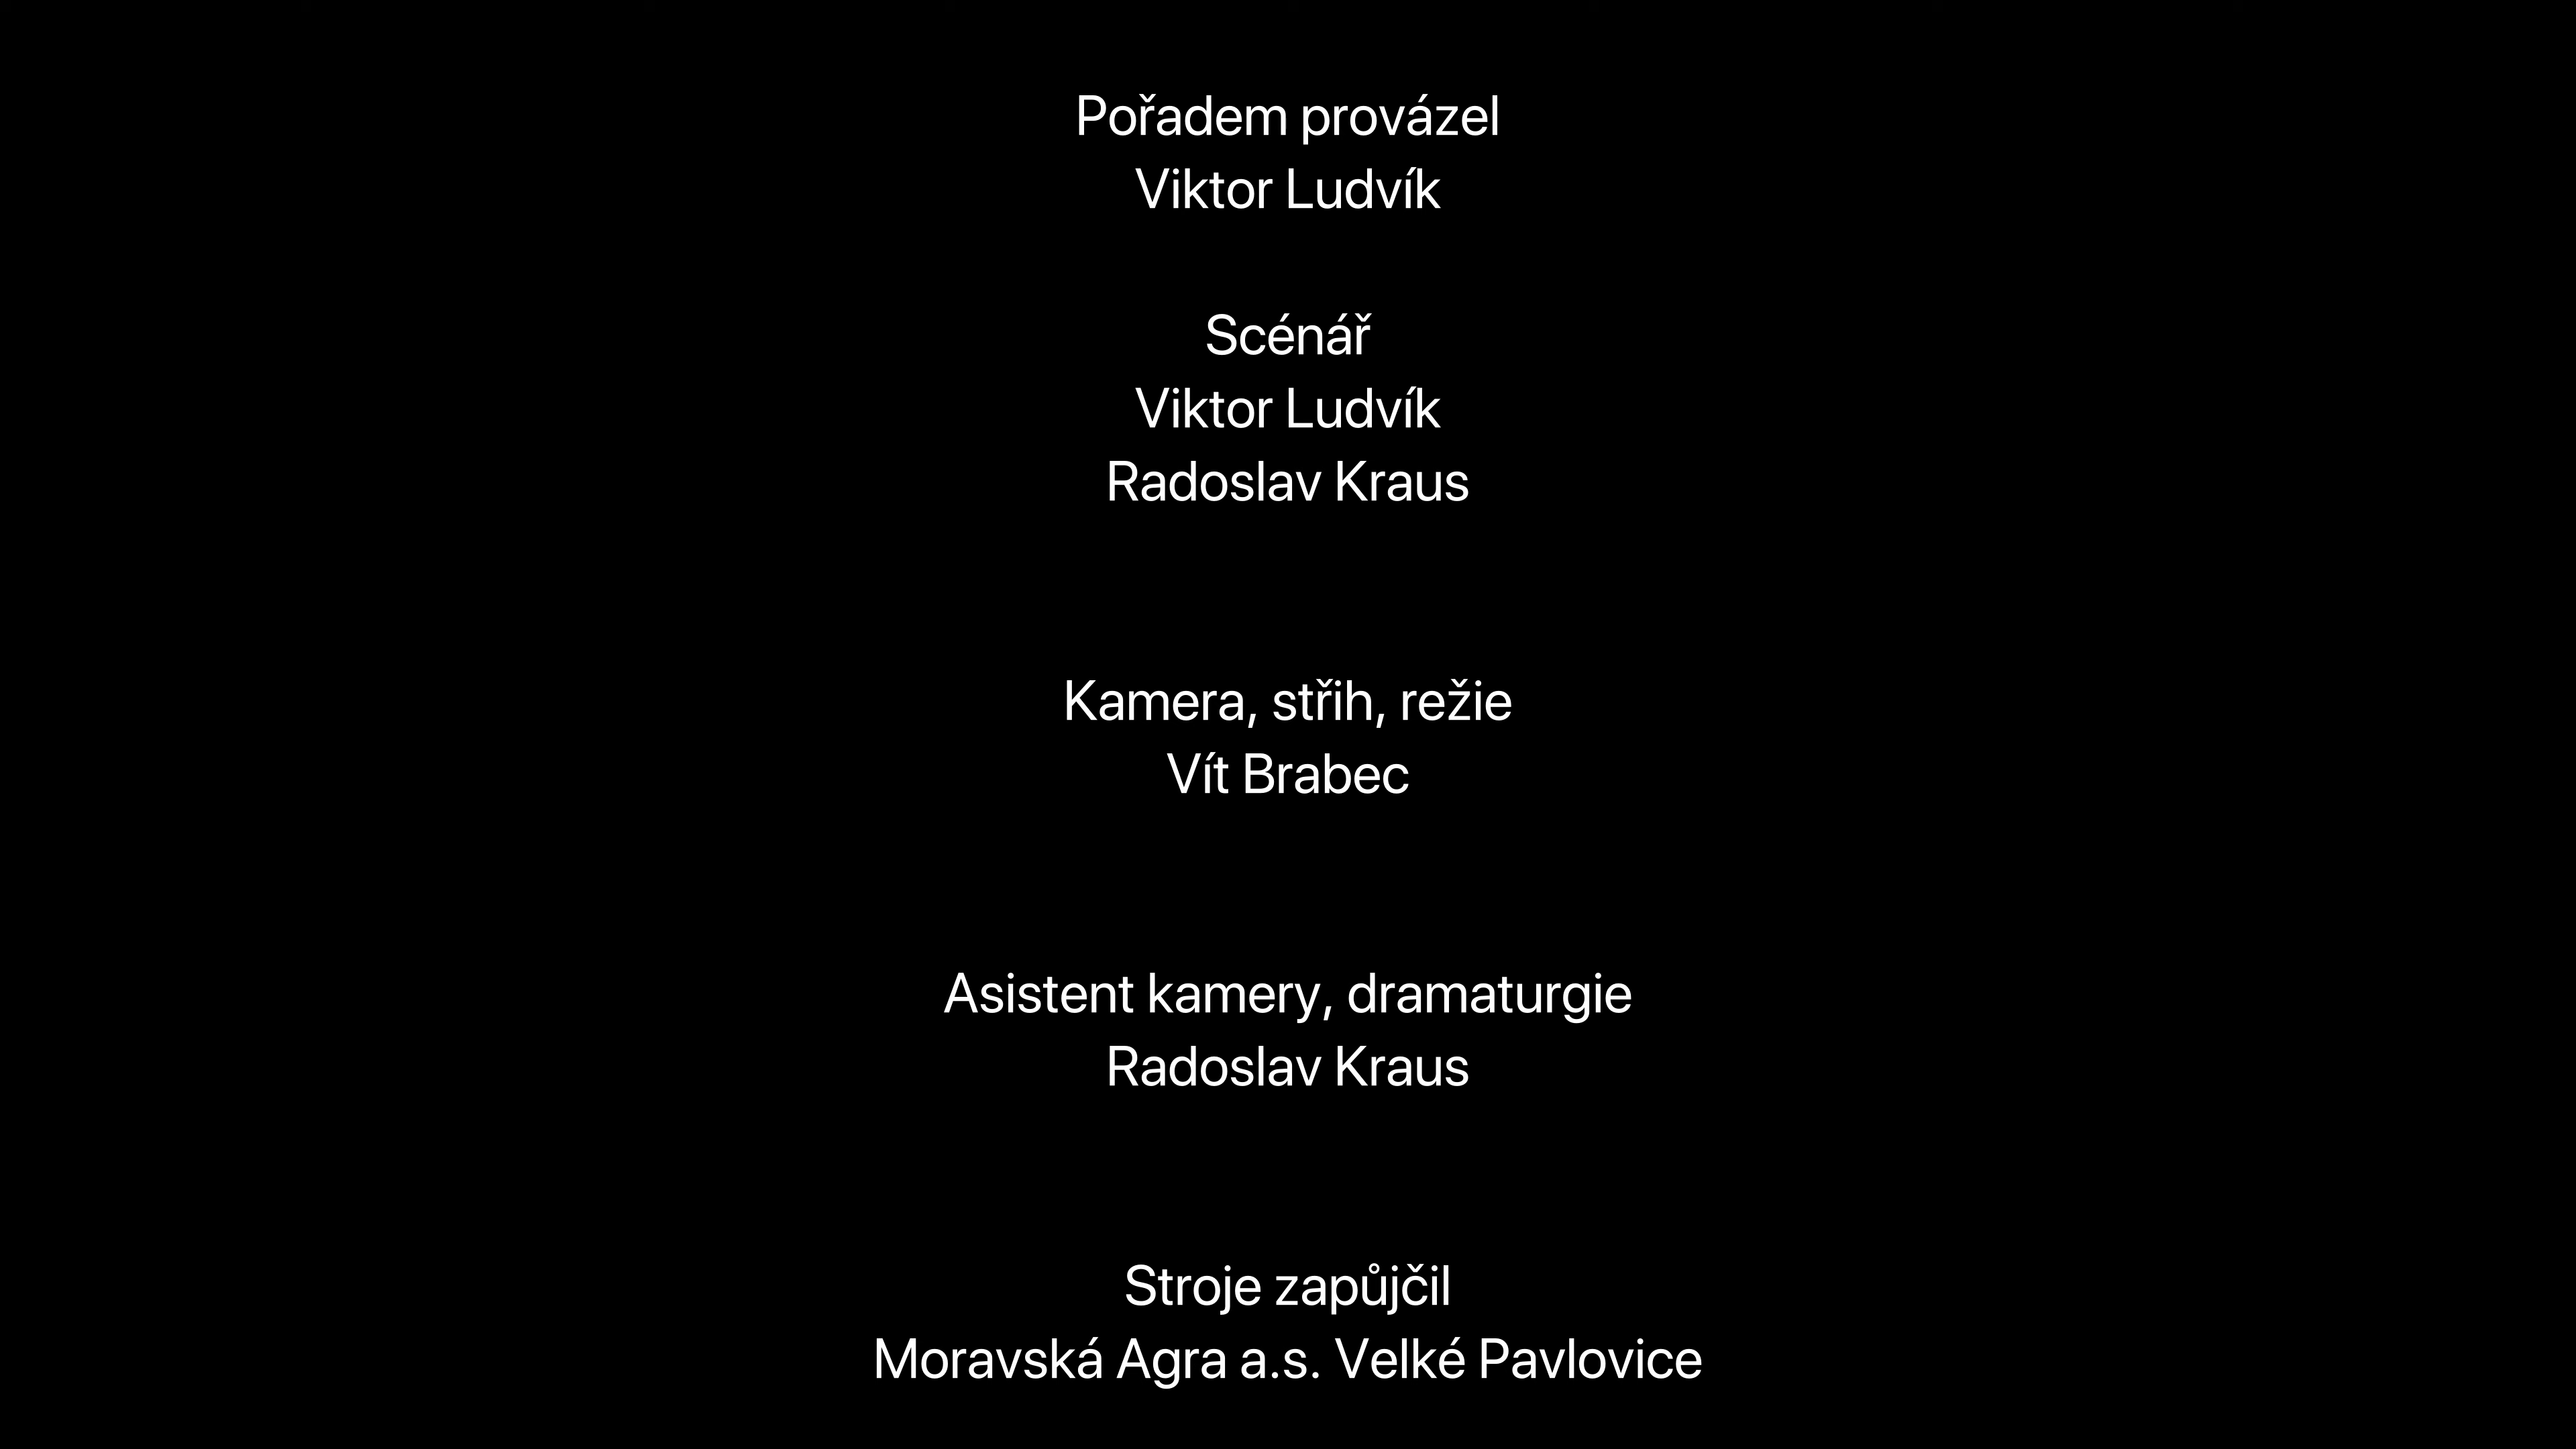 Pořadem provázel
Viktor Ludvík
Scénář
Viktor Ludvík
Radoslav Kraus
Kamera, střih, režie
Vít Brabec
Asistent kamery, dramaturgie
Radoslav Kraus
Stroje zapůjčil
Moravská Agra a.s. Velké Pavlovice